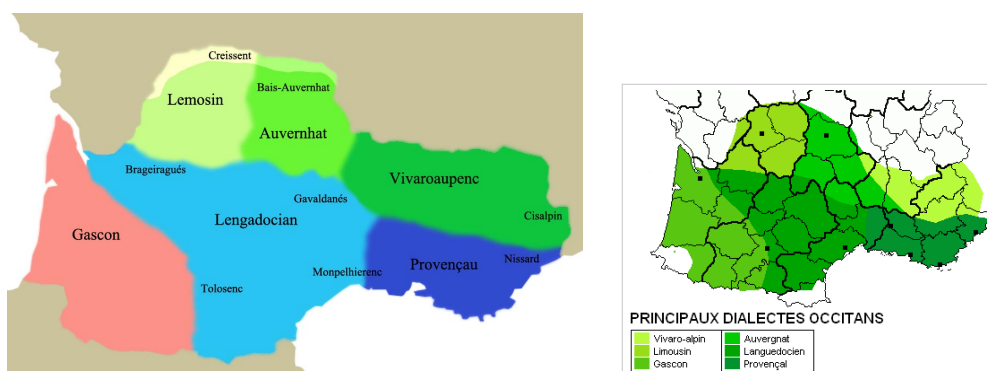 Creissent
Bais-Auvernhat
Lemosin
Auvernhat
Brageiragués
Vivaroaupenc
Gavaldanés
Lengadocian
Cisalpin
Gascon
Provençau
Nissard
Monpelhierenc
Tolosenc
PRINCIPAUX DIALECTES OCCITANS
Vivaro-alpin
Auvergnat
Limousin
Languedocien
Gascon
Provençal